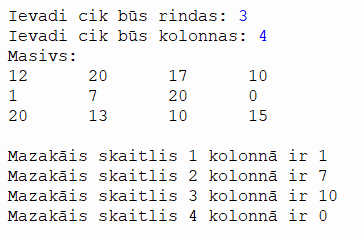 Ievadi cik būs rindas: 3
Ievadi cik būs kolonnas: 4
Masivs:
12 20 17 10
1 7 20 0
20 13 10 15
Mazakāis skaitlis 1 kolonnā ir 1
Mazakāis skaitlis 2 kolonnā ir 7
Mazakāis skaitlis 3 kolonnā ir 10
Mazakāis skaitlis 4 kolonnā ir 0